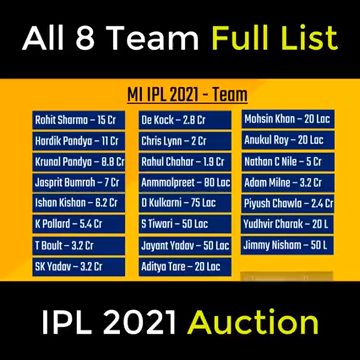 All 8 Team Full List
MI IPL 2021 - Team
Rohit Sharma – 15 Cr
Hardik Pandya – 11 Cr
Krunal Pandya – 8.8 Cr
Jasprit Bumrah – 7 Cr
Ishan Kishan – 6.2 Cr
K Pollard – 5.4 Cr
T Boult – 3.2 Cr
SK Yadav – 3.2 Cr
De Kock – 2.8 Cr
Chris Lynn – 2 Cr
Rahul Chahar – 1.9 Cr
Anmmolpreet – 80 Lac
D Kulkarni – 75 Lac
S Tiwari – 50 Lac
Jayant Yadav – 50 Lac
Aditya Tare – 20 Lac
Mohsin Khan – 20 Lac
Anukul Roy – 20 Lac
Nathan C Nile – 5 Cr
Adam Milne – 3.2 Cr
Piyush Chawla – 2.4 Cr
Yudhvir Charak – 20 L
Jimmy Nisham – 50 L
IPL 2021 Auction